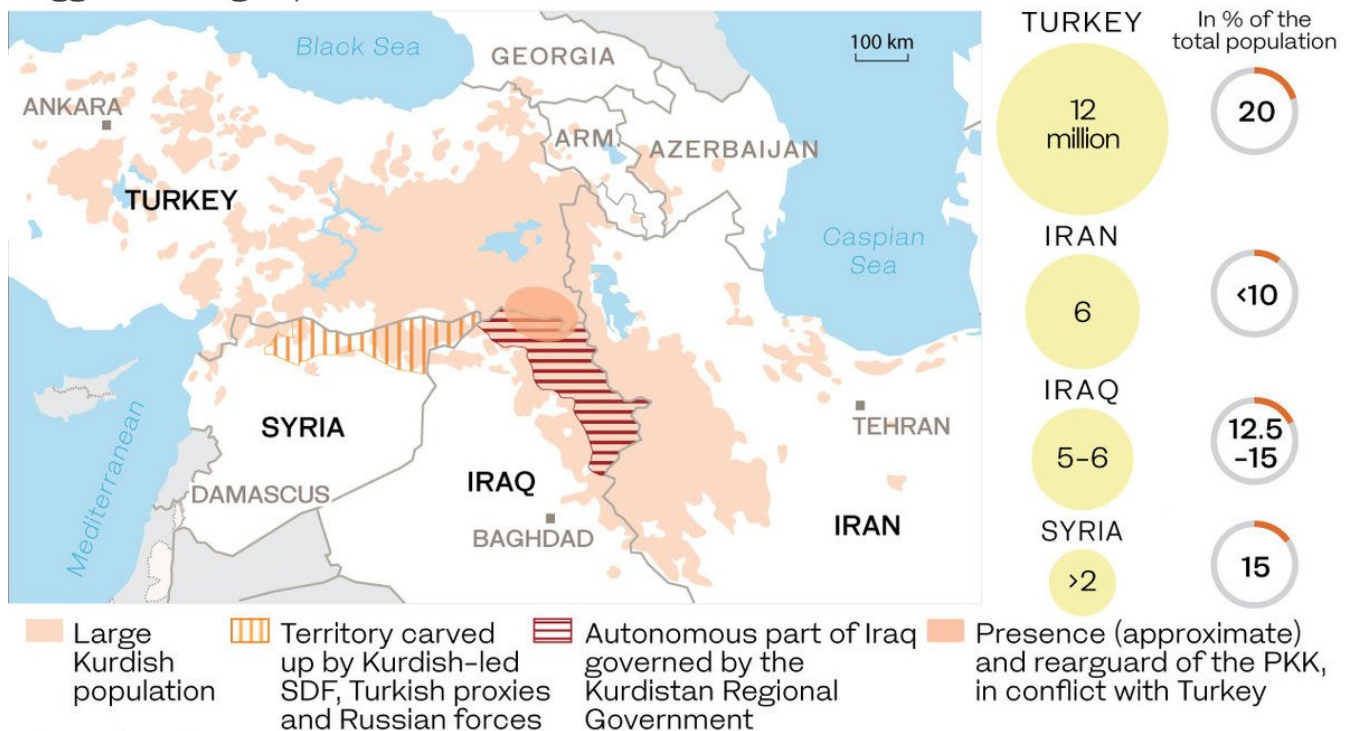 Black Sea
GEORGIA
100 km
ANKARA
ARM.
AZERBAIJAN
TURKEY
Caspian
Sea
SYRIA
TEHRAN
IRAQ
DAMASCUS
Mediterranean
IRAN
BAGHDAD
TURKEY
In % of the
total population
12
million
20
IRAN
6
<10
IRAQ
5-6
12.5
-15
SYRIA
>2
15
Large
Kurdish
population
Territory carved
up by Kurdish-led
SDF, Turkish proxies
and Russian forces
Autonomous part of Iraq
governed by the
Kurdistan Regional
Government
Presence (approximate)
and rearguard of the PKK,
in conflict with Turkey